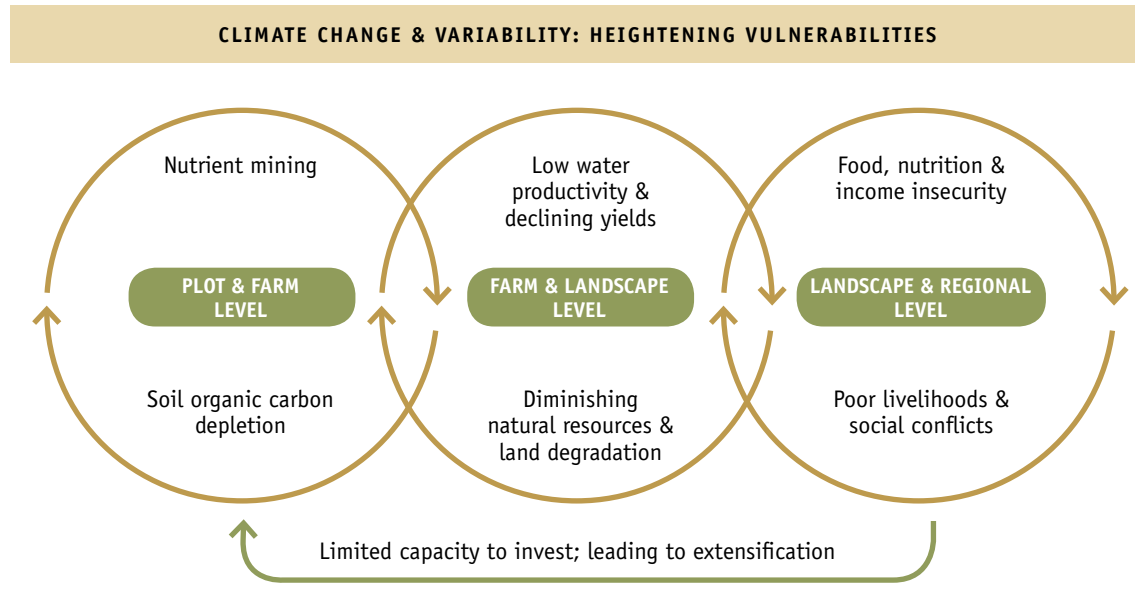 CLIMATE CHANGE & VARIABILITY: HEIGHTENING VULNERABILITIES
Nutrient mining
PLOT & FARM
LEVEL
Soil organic carbon
depletion
Low water
productivity &
declining yields
FARM & LANDSCAPE
LEVEL
Diminishing
natural resources &
land degradation
Food, nutrition &
income insecurity
LANDSCAPE & REGIONAL
LEVEL
Poor livelihoods &
social conflicts
Limited capacity to invest; leading to extensification